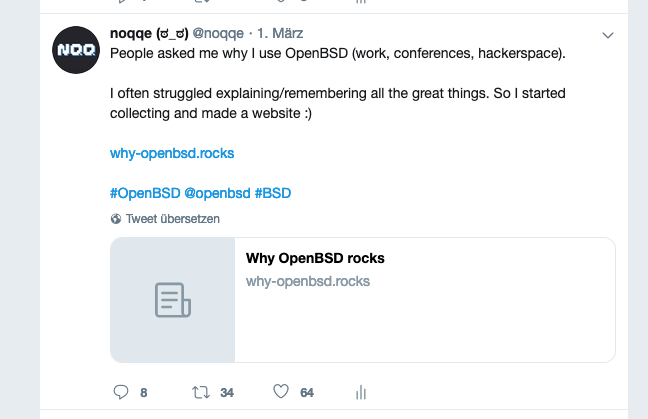 NOQ
noqqe (ಠ_ಠ) @noqqe · 1. März
People asked me why I use OpenBSD (work, conferences, hackerspace).
I often struggled explaining/remembering all the great things. So I started
collecting and made a website :)
why-openbsd.rocks
#OpenBSD @openbsd #BSD
Tweet übersetzen
Why OpenBSD rocks
why-openbsd.rocks
8 34 64